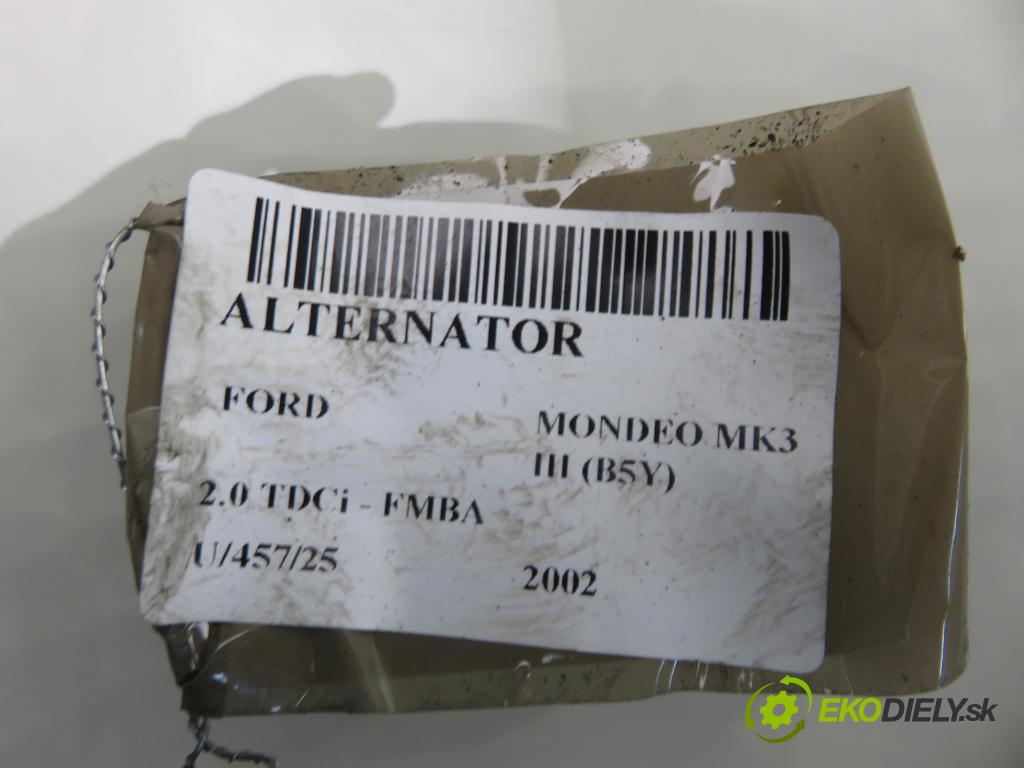 ALTERNATOR
FORD
MONDEO MK3
III (B5Y)
2.0 TDCi - FMBA
U/457/25
2002
EKODIELY.sk